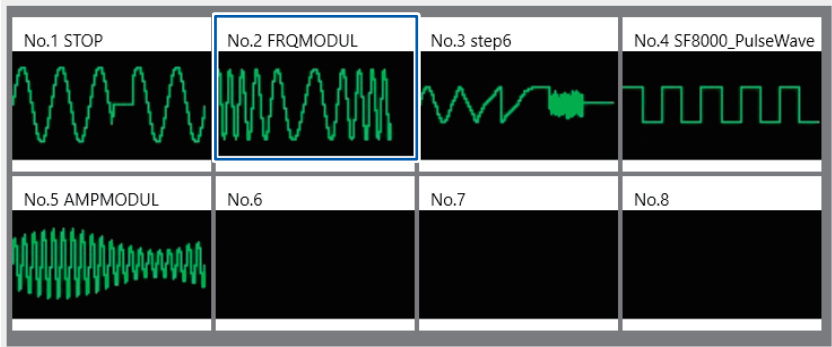 No.1 STOP
No.2 FRQMODUL
No.3 step6
No.4 SF8000_PulseWave
No.5 AMPMODUL
No.6
No.7
No.8